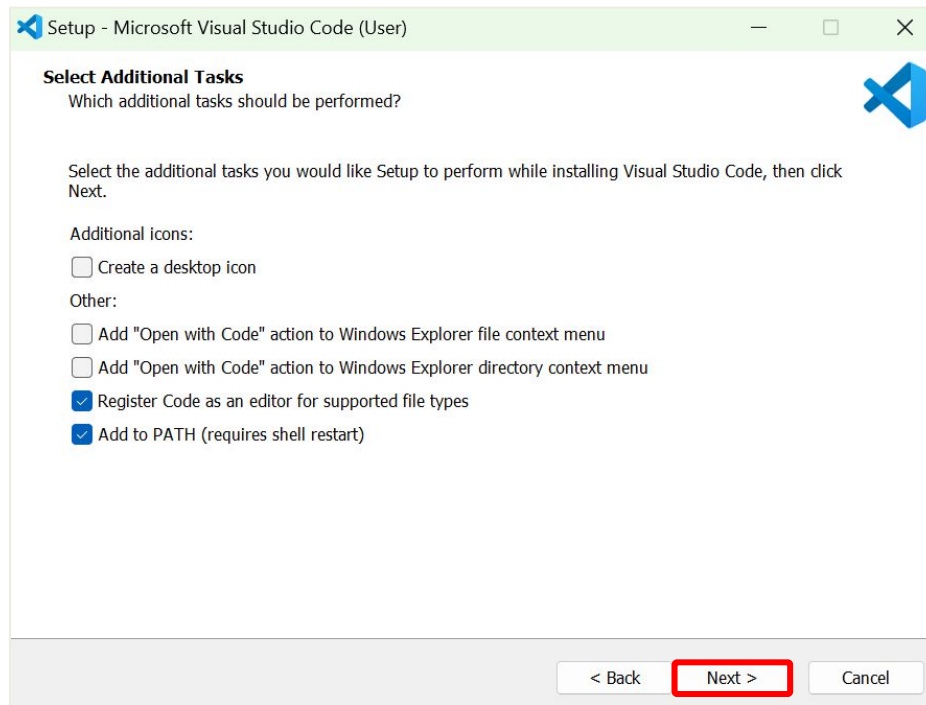 Setup - Microsoft Visual Studio Code (User)
Select Additional Tasks
Which additional tasks should be performed?
Select the additional tasks you would like Setup to perform while installing Visual Studio Code, then click
Next.
Additional icons:
Create a desktop icon
Other:
Add "Open with Code" action to Windows Explorer file context menu
Add "Open with Code" action to Windows Explorer directory context menu
Register Code as an editor for supported file types
Add to PATH (requires shell restart)
< Back Next > Cancel